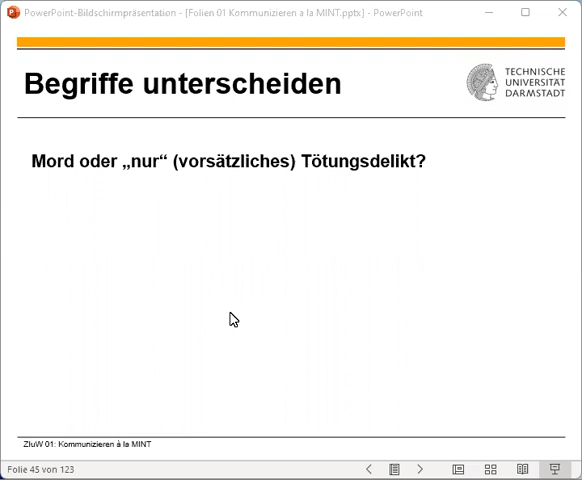 PowerPoint-Bildschirmpräsentation - [Folien 01 Kommunizieren a la MINT.pptx] - PowerPoint
Begriffe unterscheiden
TECHNISCHE
UNIVERSITÄT
DARMSTADT
Mord oder „nur“ (vorsätzliches) Tötungsdelikt?
ZIuW 01: Kommunizieren à la MINT
Folie 45 von 123